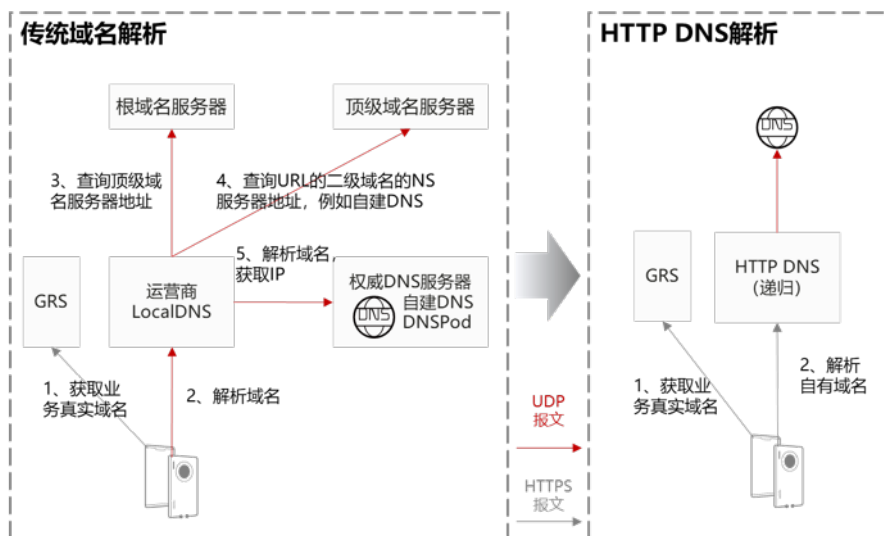 传统域名解析
根域名服务器
顶级域名服务器
3、查询顶级域
名服务器地址
4、查询URL的二级域名的NS
服务器地址，例如自建DNS
5、解析域名，
获取IP
GRS
运营商
LocalDNS
权威DNS服务器
自建DNS
DNSPod
DNS
1、获取业
务真实域名
2、解析域名
UDP
报文
HTTPS
报文
HTTP DNS解析
DNS
GRS
HTTP DNS
(递归)
1、获取业
务真实域名
2、解析
自有域名